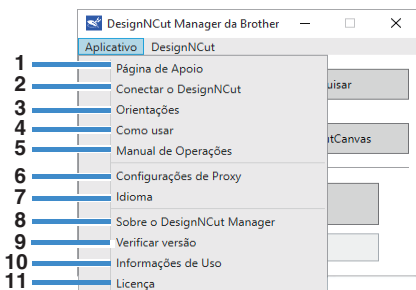 DesignNCut Manager da Brother
Aplicativo DesignNCut
1 Página de Apoio
2 Conectar o DesignNCut
3 Orientações
4 Como usar
5 Manual de Operações
6 Configurações de Proxy
7 Idioma
8 Sobre o DesignNCut Manager
9 Verificar versão
10 Informações de Uso
11 Licença